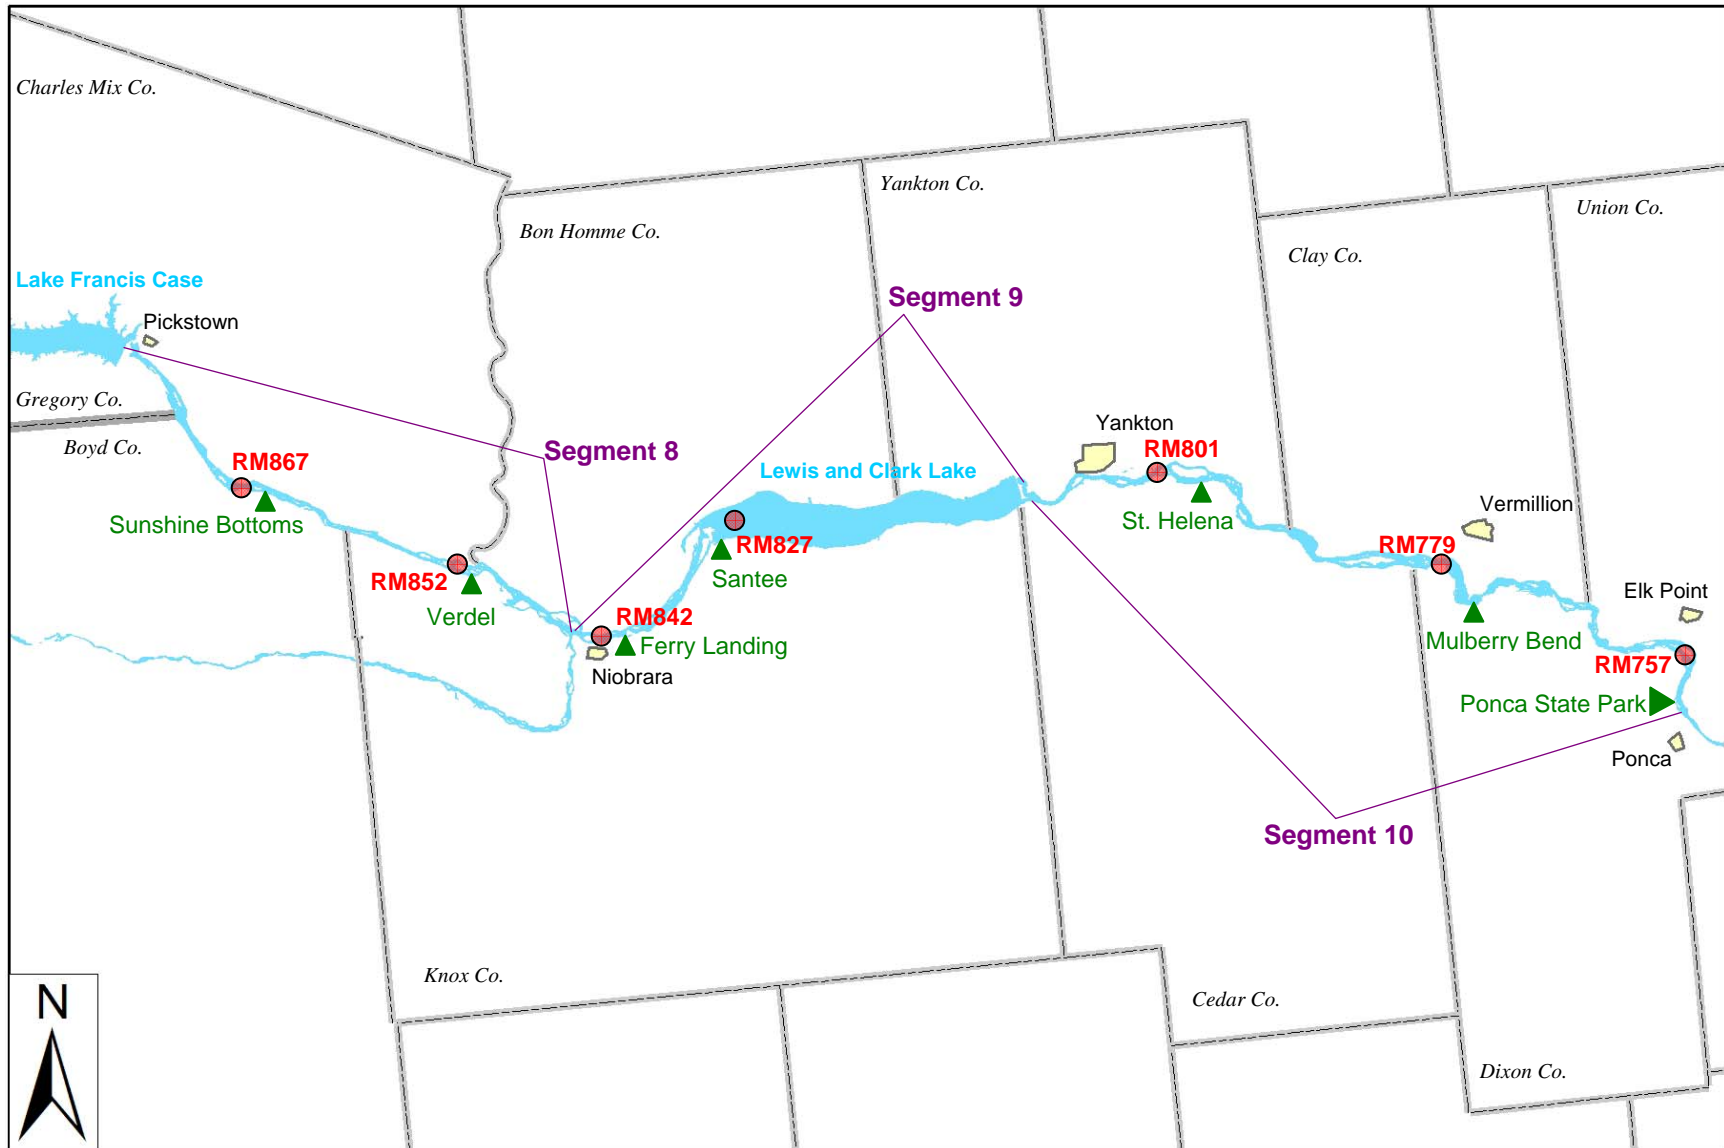 Charles Mix Co.
Yankton Co.
Union Co.
Bon Homme Co.
Clay Co.
Lake Francis Case
Segment 9
Pickstown
Gregory Co.
Yankton
Boyd Co.
Segment 8
RM867
Lewis and Clark Lake
RM801
Sunshine Bottoms
St. Helena
Vermillion
RM827
RM779
RM852
Santee
Verdel
RM842
Elk Point
Ferry Landing
Mulberry Bend
Niobrara
RM757
Ponca State Park
Ponca
Segment 10
Knox Co.
Cedar Co.
N
Dixon Co.